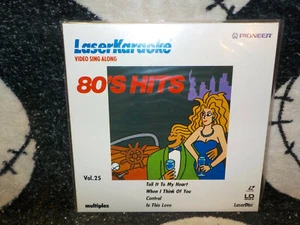 LaserKaraoke
PIONEER
VIDEO SING ALONG
80'S HITS
Vol.25
Tell It To My Heart
When I Think Of You
Control
Is This Love
multiplex
LD
LaserDisc